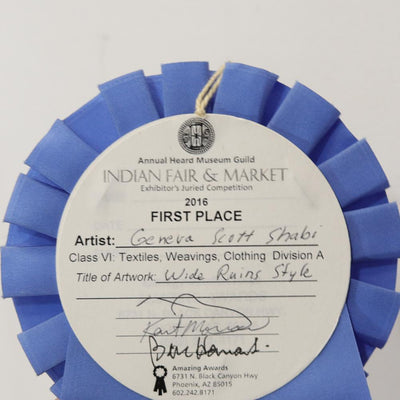 Annual Heard Museum Guild
INDIAN FAIR & MARKET
Exhibitor's Juried Competition
2016
FIRST PLACE
Artist: Geneva Scott Shabi
Class VI: Textiles, Weavings, Clothing Division A
Title of Artwork: Wide Ruins Style
Amazing Awards
6731 N. Black Canyon Hwy
Phoenix, AZ 85015
602.242.8171